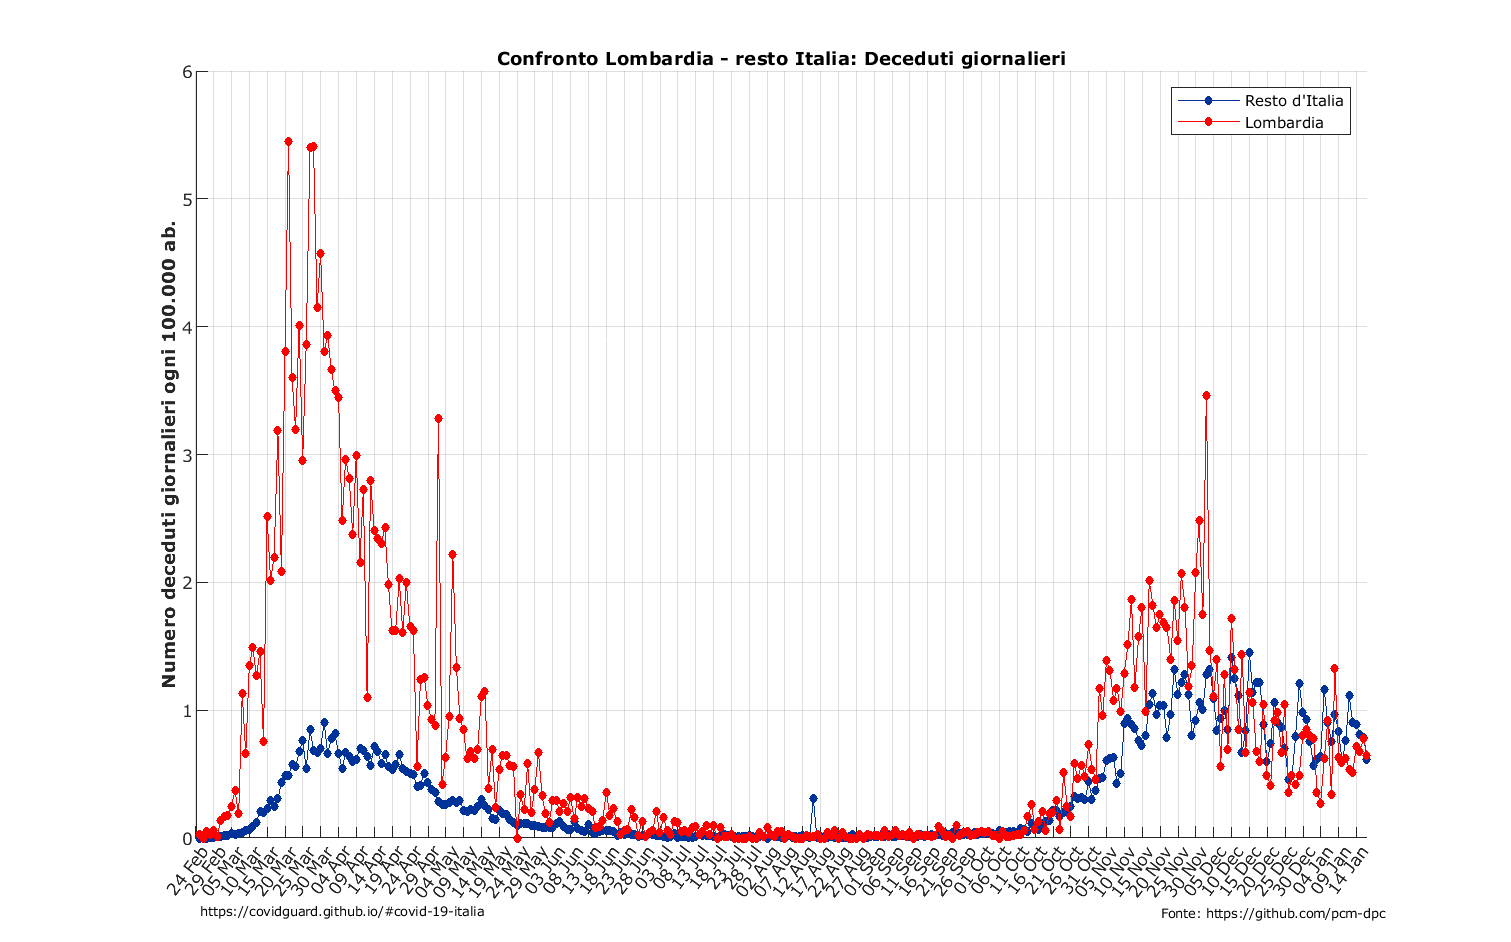 Confronto Lombardia - resto Italia: Deceduti giornalieri
Resto d'Italia
Lombardia
Numero deceduti giornalieri ogni 100.000 ab.
6
5
4
3
2
1
0
24 Feb
29 Feb
05 Mar
10 Mar
15 Mar
20 Mar
25 Mar
30 Mar
04 Apr
09 Apr
14 Apr
19 Apr
24 Apr
29 Apr
04 May
09 May
14 May
19 May
24 May
29 May
03 Jun
08 Jun
13 Jun
18 Jun
23 Jun
28 Jun
03 Jul
08 Jul
13 Jul
18 Jul
23 Jul
28 Jul
02 Aug
07 Aug
12 Aug
17 Aug
22 Aug
27 Aug
01 Sep
06 Sep
11 Sep
16 Sep
21 Sep
26 Sep
01 Oct
06 Oct
11 Oct
16 Oct
21 Oct
26 Oct
31 Oct
05 Nov
10 Nov
15 Nov
20 Nov
25 Nov
30 Nov
05 Dec
10 Dec
15 Dec
20 Dec
25 Dec
30 Dec
04 Jan
09 Jan
14 Jan
https://covidguard.github.io/#covid-19-italia
Fonte: https://github.com/pcm-dpc